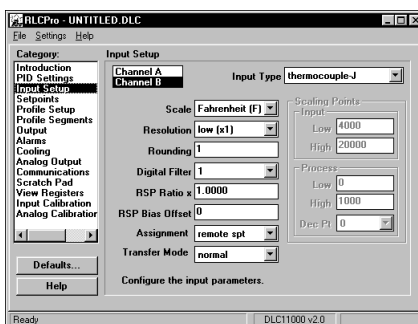 RLCPro - UNTITLED.DLC
File Settings Help
Category:
Introduction
PID Settings
Input Setup
Setpoints
Profile Setup
Profile Segments
Output
Alarms
Cooling
Analog Output
Communications
Scratch Pad
View Registers
Input Calibration
Analog Calibration
Defaults...
Help
Input Setup
Channel A
Channel B
Input Type thermocouple-J
Scale Fahrenheit (F)
Resolution low (x1)
Rounding 1
Digital Filter 1
RSP Ratio x 1.0000
RSP Bias Offset 0
Assignment remote spt
Transfer Mode normal
Scaling Points
Input
Low 4000
High 20000
Process
Low 0
High 1000
Dec Pt 0
Configure the input parameters.
Ready DLC11000 v2.0